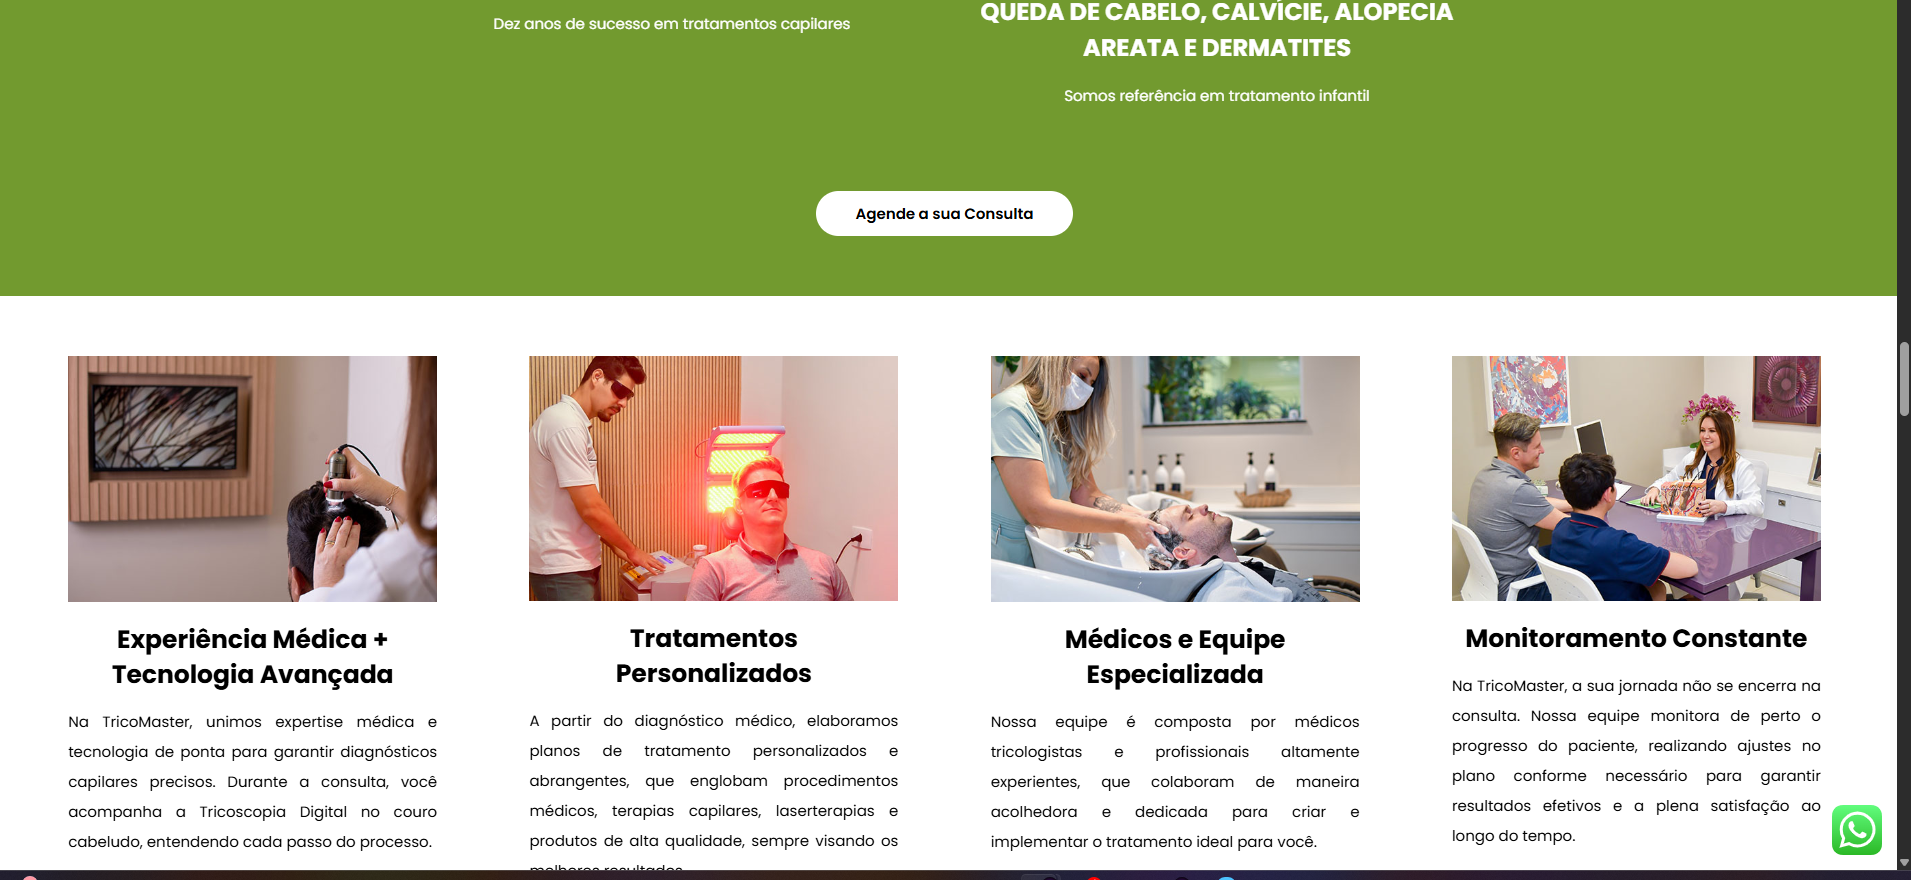 Dez anos de sucesso em tratamentos capilares
QUEDA DE CABELO, CALVÍCIE, ALOPECIA
AREATA E DERMATITES
Somos referência em tratamento infantil
Agende a sua Consulta
Experiência Médica +
Tecnologia Avançada
Na TricoMaster, unimos expertise médica e
tecnologia de ponta para garantir diagnósticos
capilares precisos. Durante a consulta, você
acompanha a Tricoscopia Digital no couro
cabeludo, entendendo cada passo do processo.
Tratamentos
Personalizados
A partir do diagnóstico médico, elaboramos
planos de tratamento personalizados e
abrangentes, que englobam procedimentos
médicos, terapias capilares, laserterapias e
produtos de alta qualidade, sempre visando os
melhores resultados.
Médicos e Equipe
Especializada
Nossa equipe é composta por médicos
tricologistas e profissionais altamente
experientes, que colaboram de maneira
acolhedora e dedicada para criar e
implementar o tratamento ideal para você.
Monitoramento Constante
Na TricoMaster, a sua jornada não se encerra na
consulta. Nossa equipe monitora de perto o
progresso do paciente, realizando ajustes no
plano conforme necessário para garantir
resultados efetivos e a plena satisfação ao
longo do tempo.